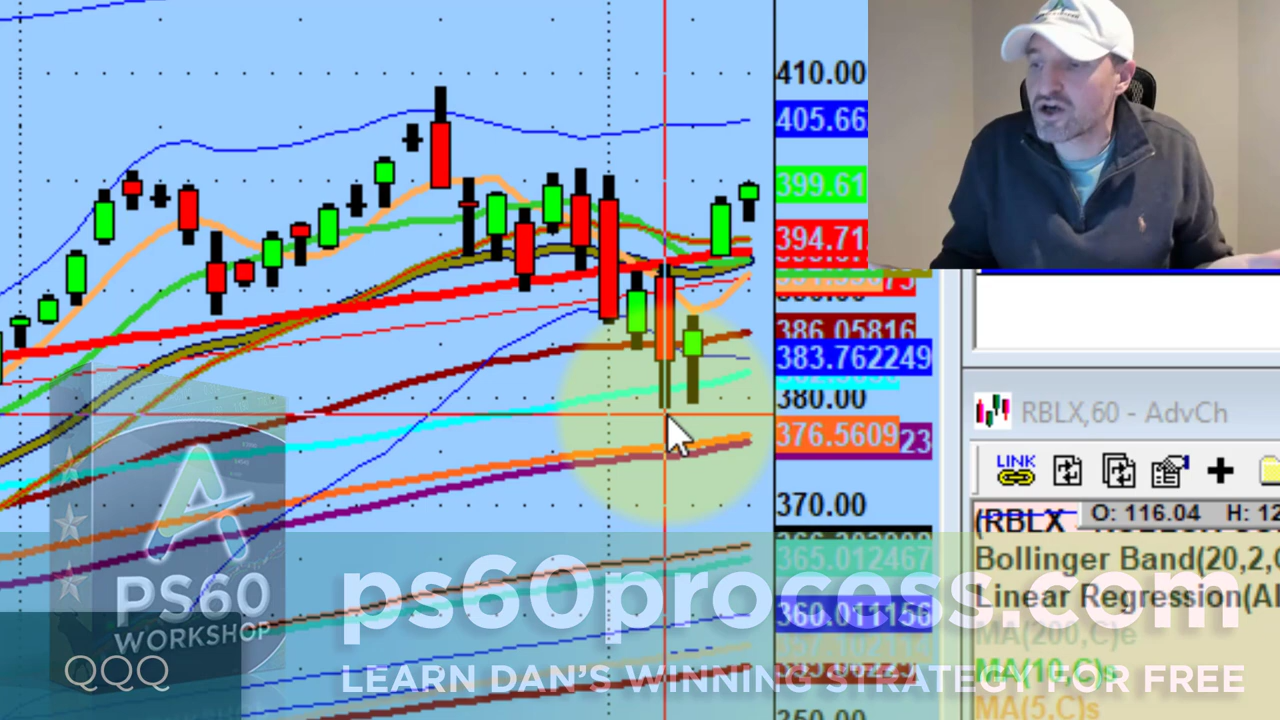 410.00
405.66
399.61
394.71
386.05816
383.762249
380.00
376.5609
23
370.00
365.012467
360.011156
RBLX,60 - AdvCh
LINK
(RBLX
O: 116.04 H: 12
Bollinger Band(20,2,C
Linear Regression(Al
MA(200,C)e
MA(10,C)s
MA(5,C)s
PS60
WORKSHOP
QQQ
ps60process.com
LEARN DAN'S WINNING STRATEGY FOR FREE